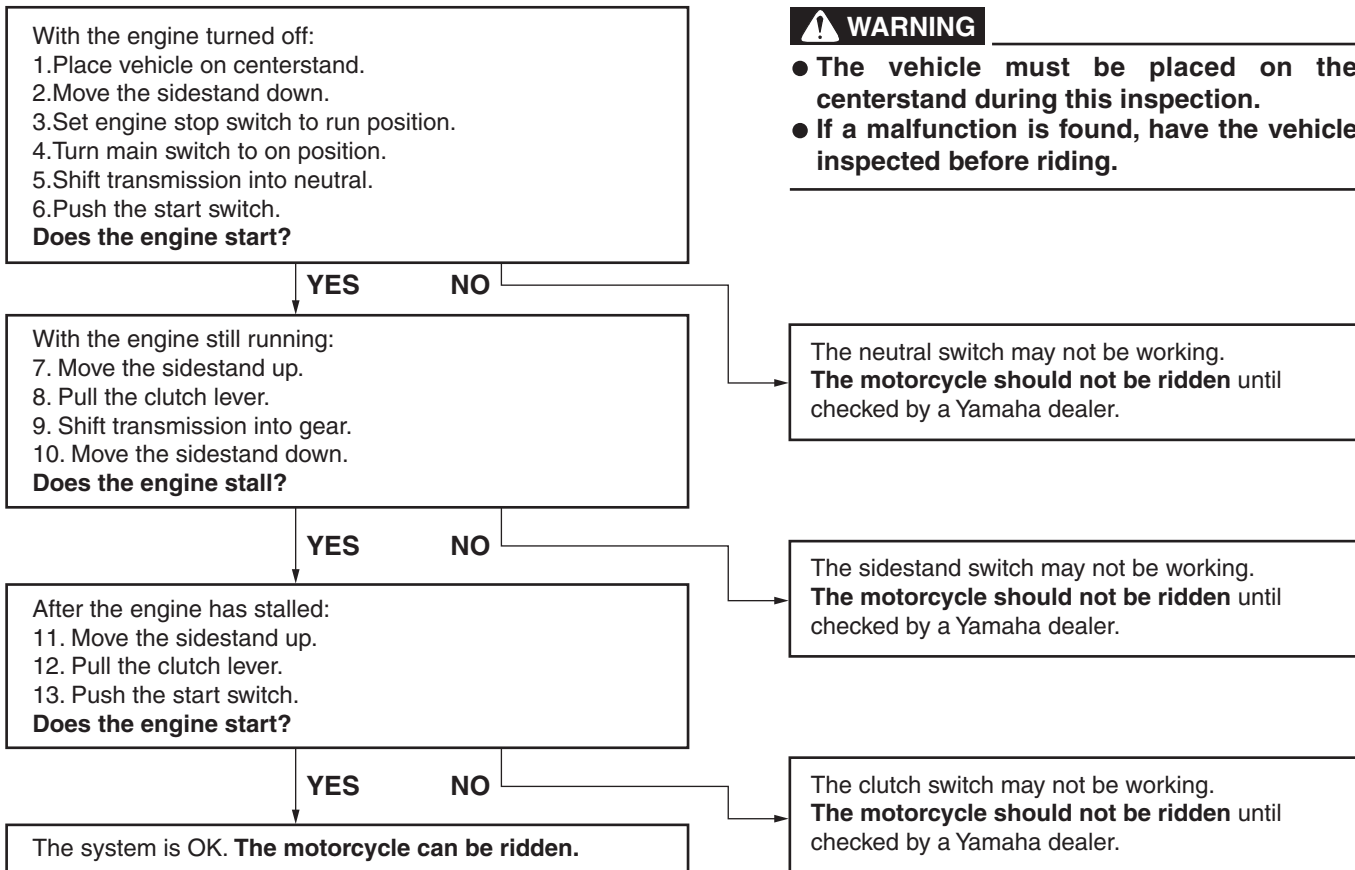 With the engine turned off:
1.Place vehicle on centerstand.
2.Move the sidestand down.
3.Set engine stop switch to run position.
4.Turn main switch to on position.
5.Shift transmission into neutral.
6.Push the start switch.
Does the engine start?
WARNING
● The vehicle must be placed on the
centerstand during this inspection.
● If a malfunction is found, have the vehicle
inspected before riding.
YES NO
With the engine still running:
7. Move the sidestand up.
8. Pull the clutch lever.
9. Shift transmission into gear.
10. Move the sidestand down.
Does the engine stall?
The neutral switch may not be working.
The motorcycle should not be ridden until
checked by a Yamaha dealer.
YES NO
After the engine has stalled:
11. Move the sidestand up.
12. Pull the clutch lever.
13. Push the start switch.
Does the engine start?
The sidestand switch may not be working.
The motorcycle should not be ridden until
checked by a Yamaha dealer.
YES NO
The system is OK. The motorcycle can be ridden.
The clutch switch may not be working.
The motorcycle should not be ridden until
checked by a Yamaha dealer.